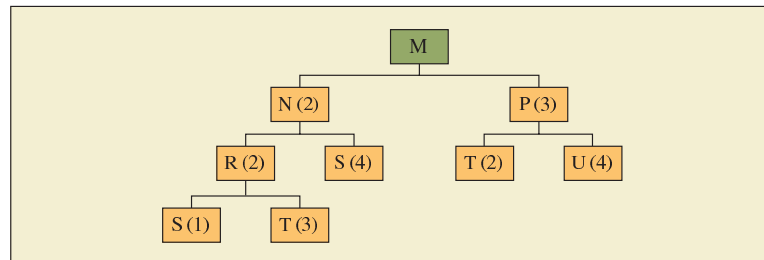 M
N (2) P (3)
R (2) S (4) T (2) U (4)
S (1) T (3)